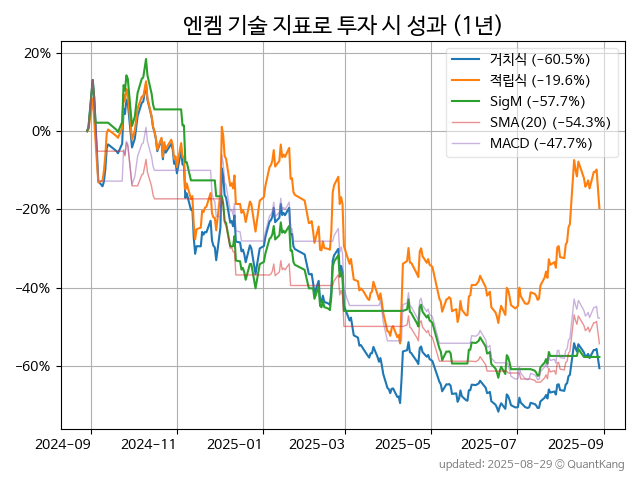 엔켐 기술 지표로 투자 시 성과 (1년)
거치식 (−60.5%)
적립식 (−19.6%)
SigM (−57.7%)
SMA(20) (−54.3%)
MACD (−47.7%)
20%
0%
−20%
−40%
−60%
2024−09
2024−11
2025−01
2025−03
2025−05
2025−07
2025−09
updated: 2025-08-29 © QuantKang